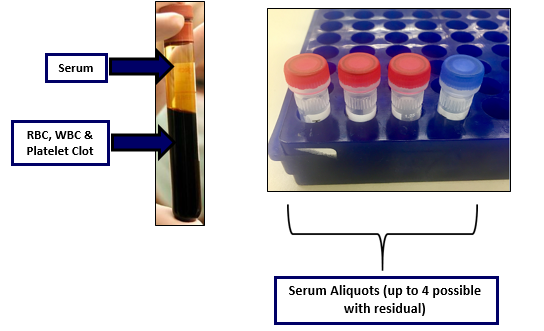 Serum
RBC, WBC &
Platelet Clot
Serum Aliquots (up to 4 possible
with residual)